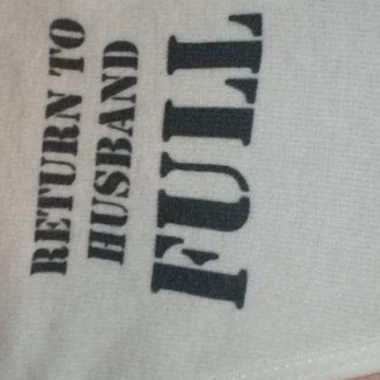 RETURN TO
HUSBAND
FULL